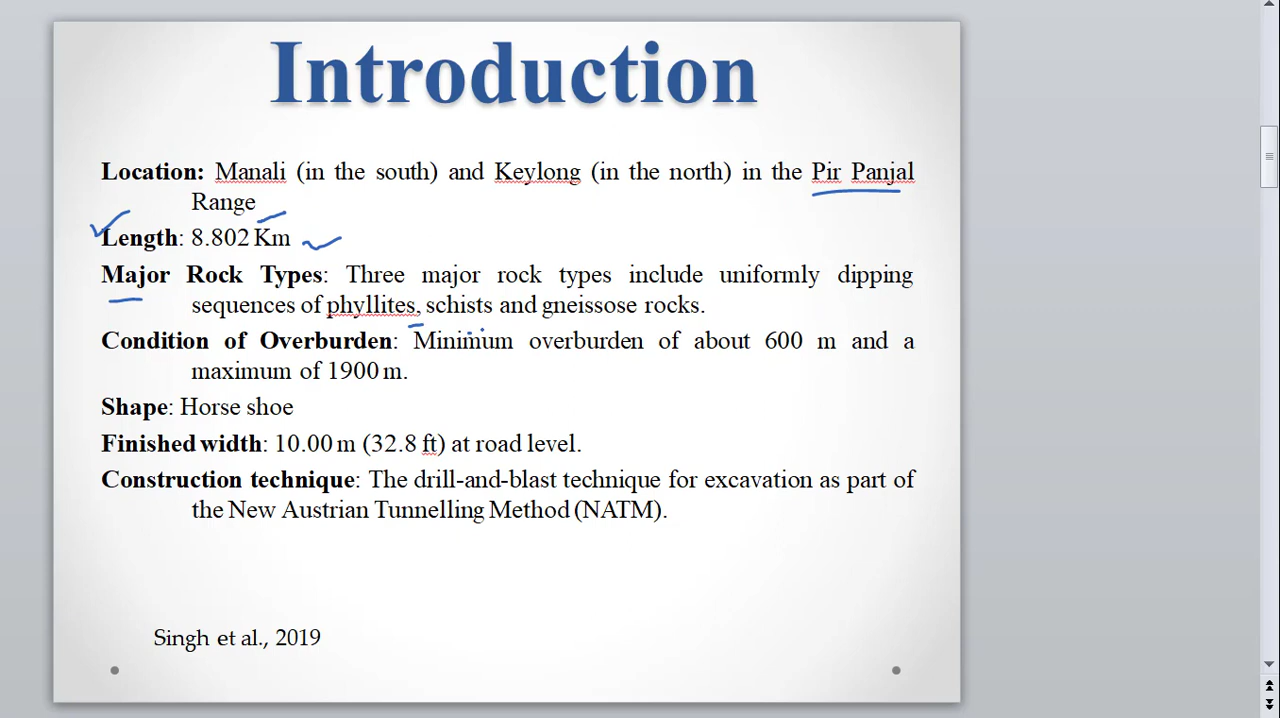 Introduction
Location: Manali (in the south) and Keylong (in the north) in the Pir Panjal
Range
Length: 8.802 Km
Major Rock Types: Three major rock types include uniformly dipping
sequences of phyllites, schists and gneissose rocks.
Condition of Overburden: Minimum overburden of about 600 m and a
maximum of 1900 m.
Shape: Horse shoe
Finished width: 10.00 m (32.8 ft) at road level.
Construction technique: The drill-and-blast technique for excavation as part of
the New Austrian Tunnelling Method (NATM).
Singh et al., 2019